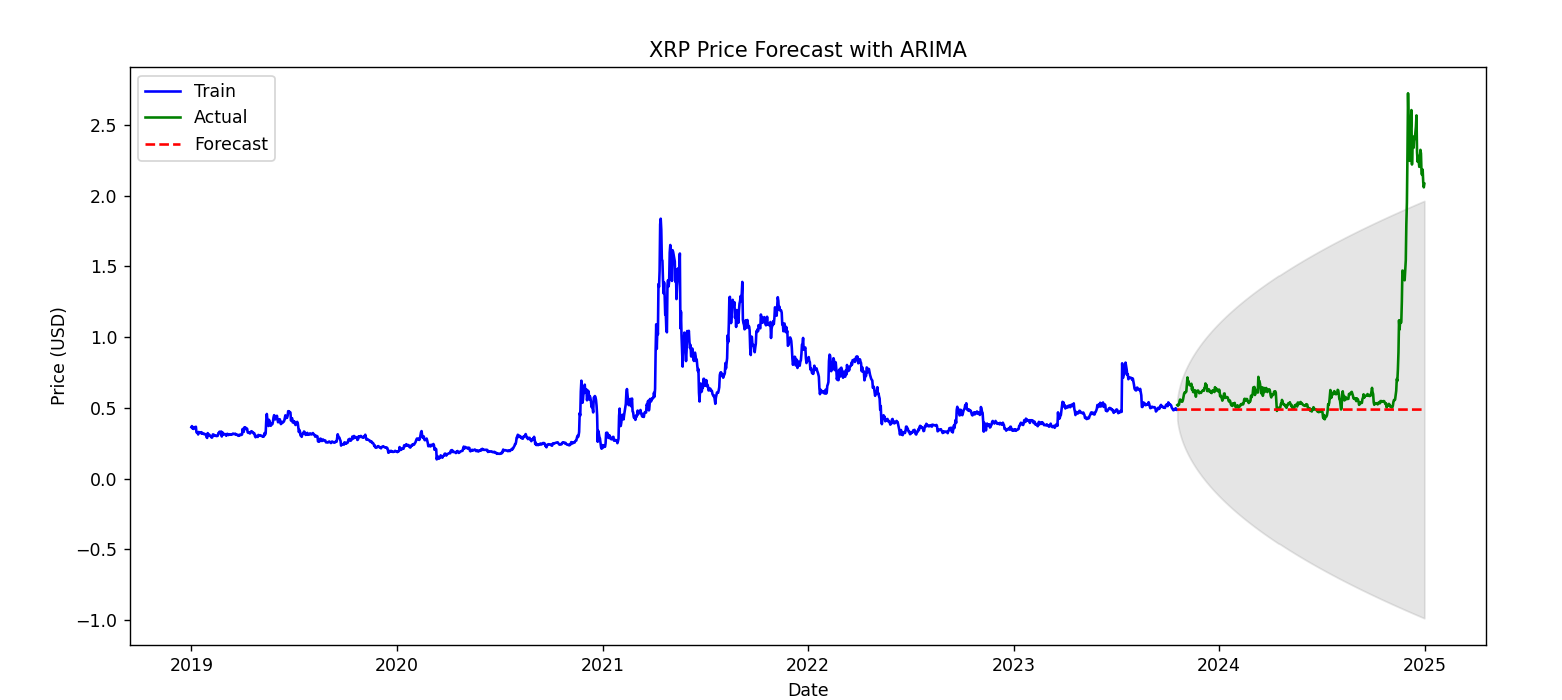 XRP Price Forecast with ARIMA
Train
Actual
Forecast
Price (USD)
2.5
2.0
1.5
1.0
0.5
0.0
−0.5
−1.0
2019 2020 2021 2022 2023 2024 2025
Date